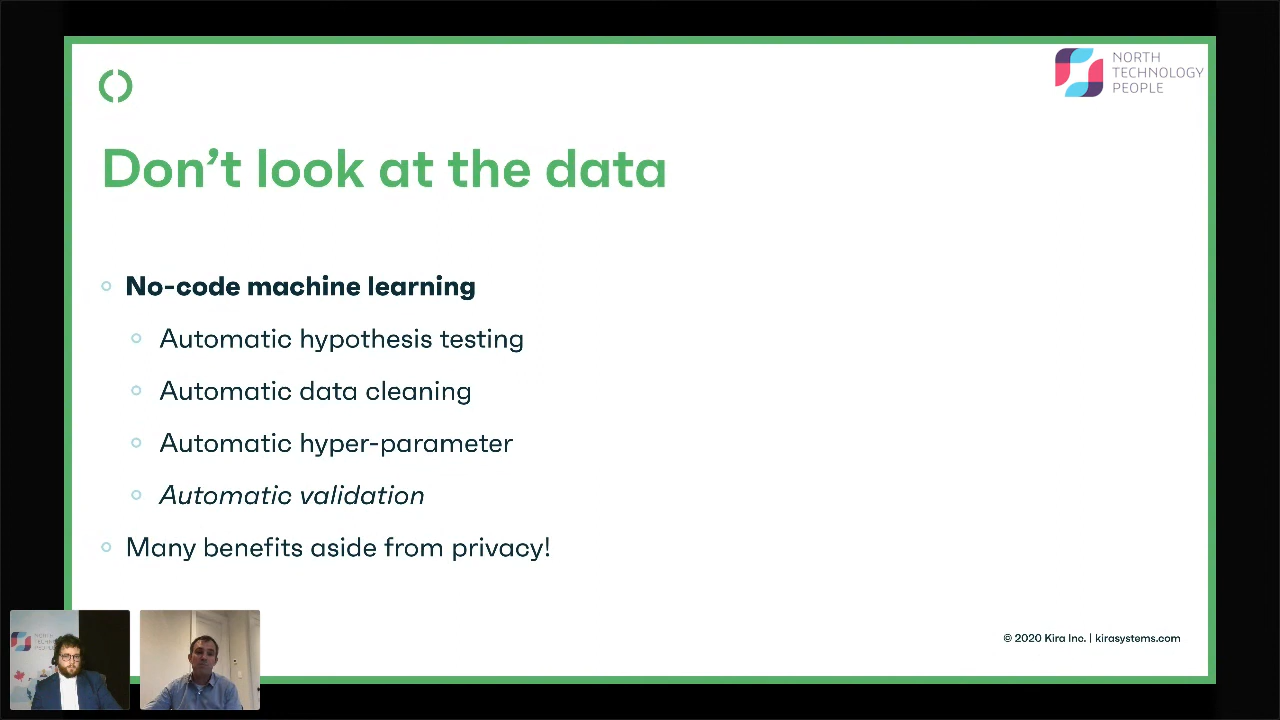 NORTH
TECHNOLOGY
PEOPLE
Don’t look at the data
No-code machine learning
Automatic hypothesis testing
Automatic data cleaning
Automatic hyper-parameter
Automatic validation
Many benefits aside from privacy!
© 2020 Kira Inc. | kirasystems.com